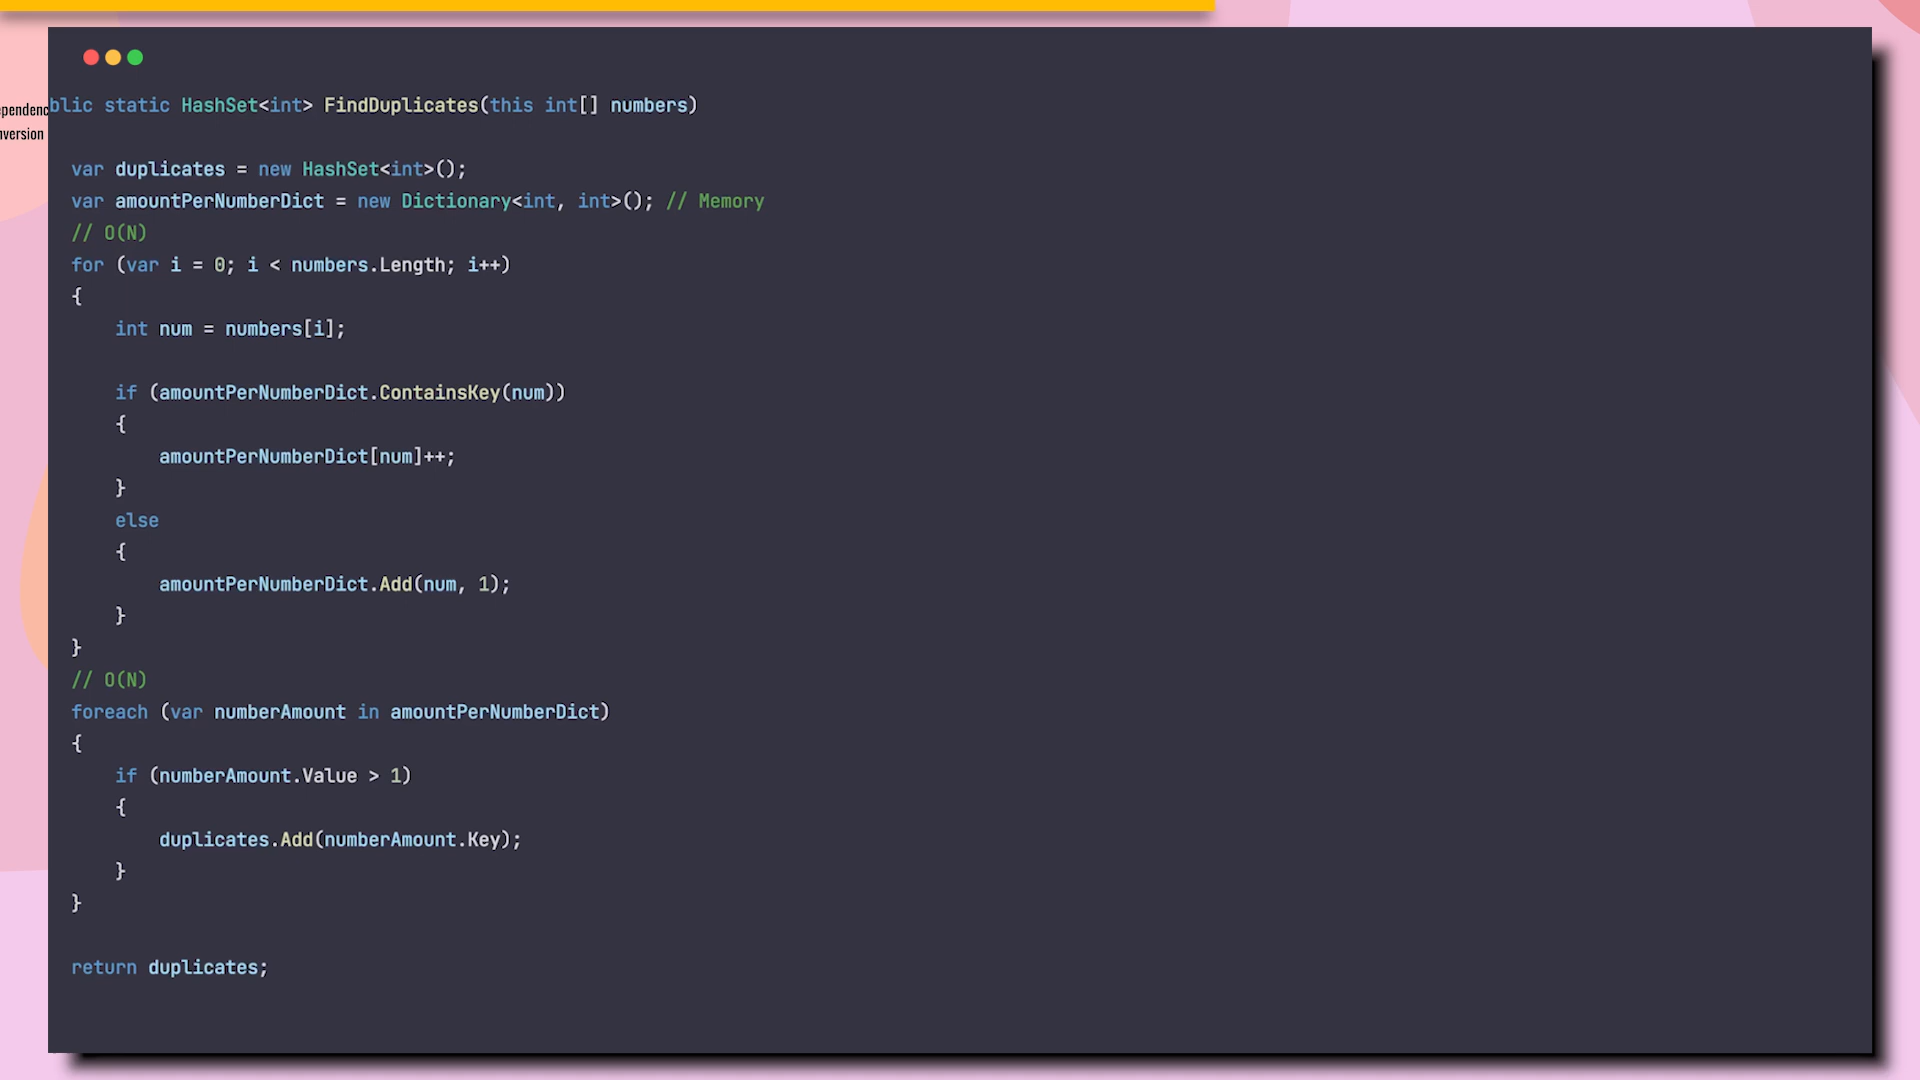 blic static HashSet<int> FindDuplicates(this int[] numbers)
pendenc
version
var duplicates = new HashSet<int>();
var amountPerNumberDict = new Dictionary<int, int>(); // Memory
// O(N)
for (var i = 0; i < numbers.Length; i++)
{
int num = numbers[i];
if (amountPerNumberDict.ContainsKey(num))
{
amountPerNumberDict[num]++;
}
else
{
amountPerNumberDict.Add(num, 1);
}
}
// O(N)
foreach (var numberAmount in amountPerNumberDict)
{
if (numberAmount.Value > 1)
{
duplicates.Add(numberAmount.Key);
}
}
return duplicates;